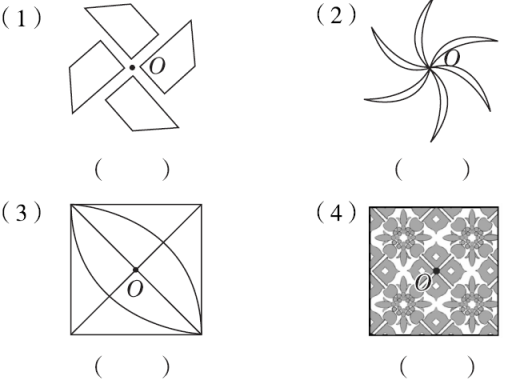 （1） O （2） O
（ ） （ ）
（3） O （4） O
（ ） （ ）